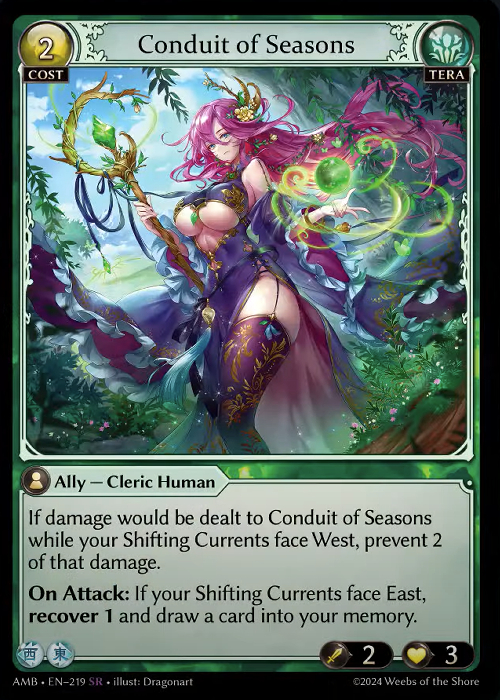 2
Conduit of Seasons
COST
TERA
Ally — Cleric Human
If damage would be dealt to Conduit of Seasons
while your Shifting Currents face West, prevent 2
of that damage.
On Attack: If your Shifting Currents face East,
recover 1 and draw a card into your memory.
西 東
2
3
AMB • EN-219 SR • illust: Dragonart
©2024 Weebs of the Shore